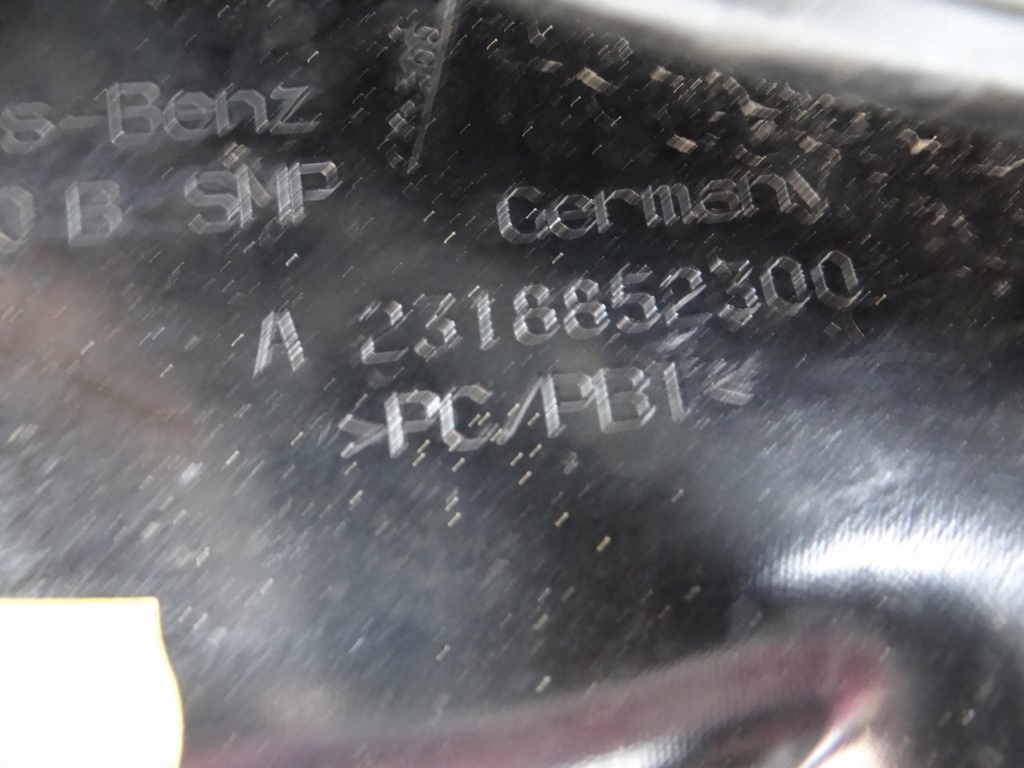 s-Benz
0 B SMP
Germany
A 2318852300
>PC/PBT<